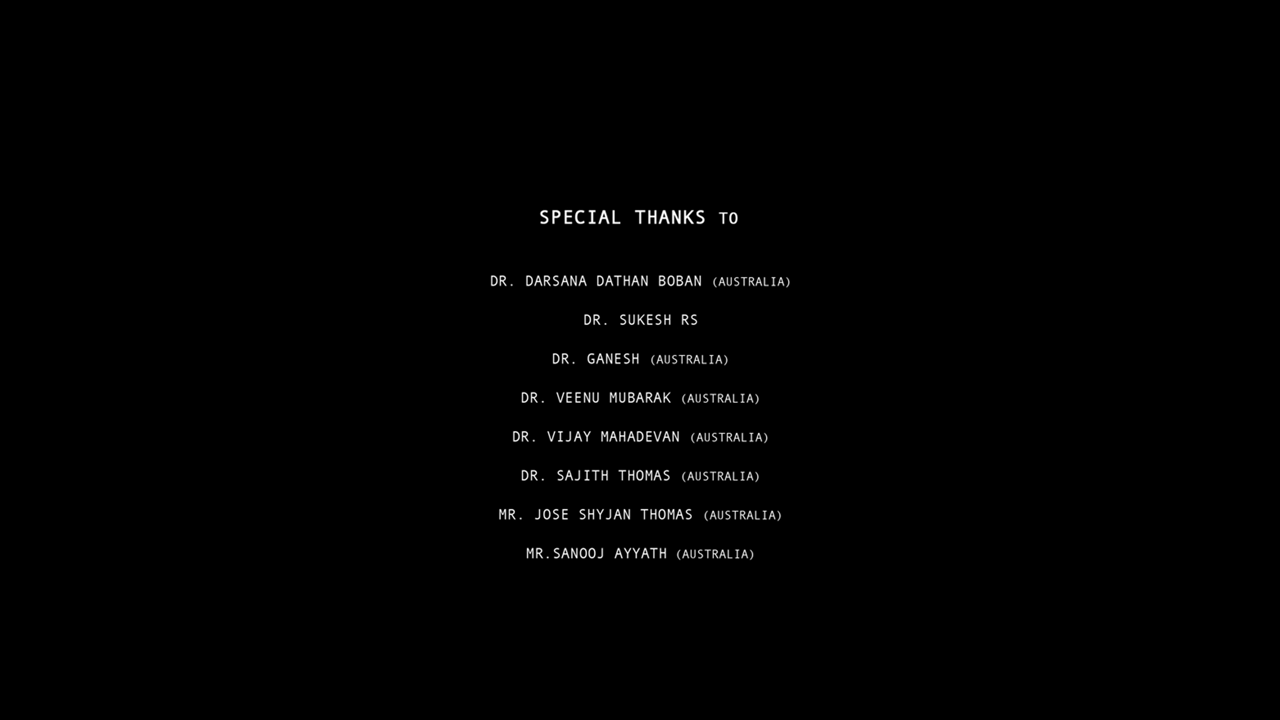 SPECIAL THANKS TO
DR. DARSANA DATHAN BOBAN (AUSTRALIA)
DR. SUKESH RS
DR. GANESH (AUSTRALIA)
DR. VEENU MUBARAK (AUSTRALIA)
DR. VIJAY MAHADEVAN (AUSTRALIA)
DR. SAJITH THOMAS (AUSTRALIA)
MR. JOSE SHYJAN THOMAS (AUSTRALIA)
MR.SANOOJ AYYATH (AUSTRALIA)